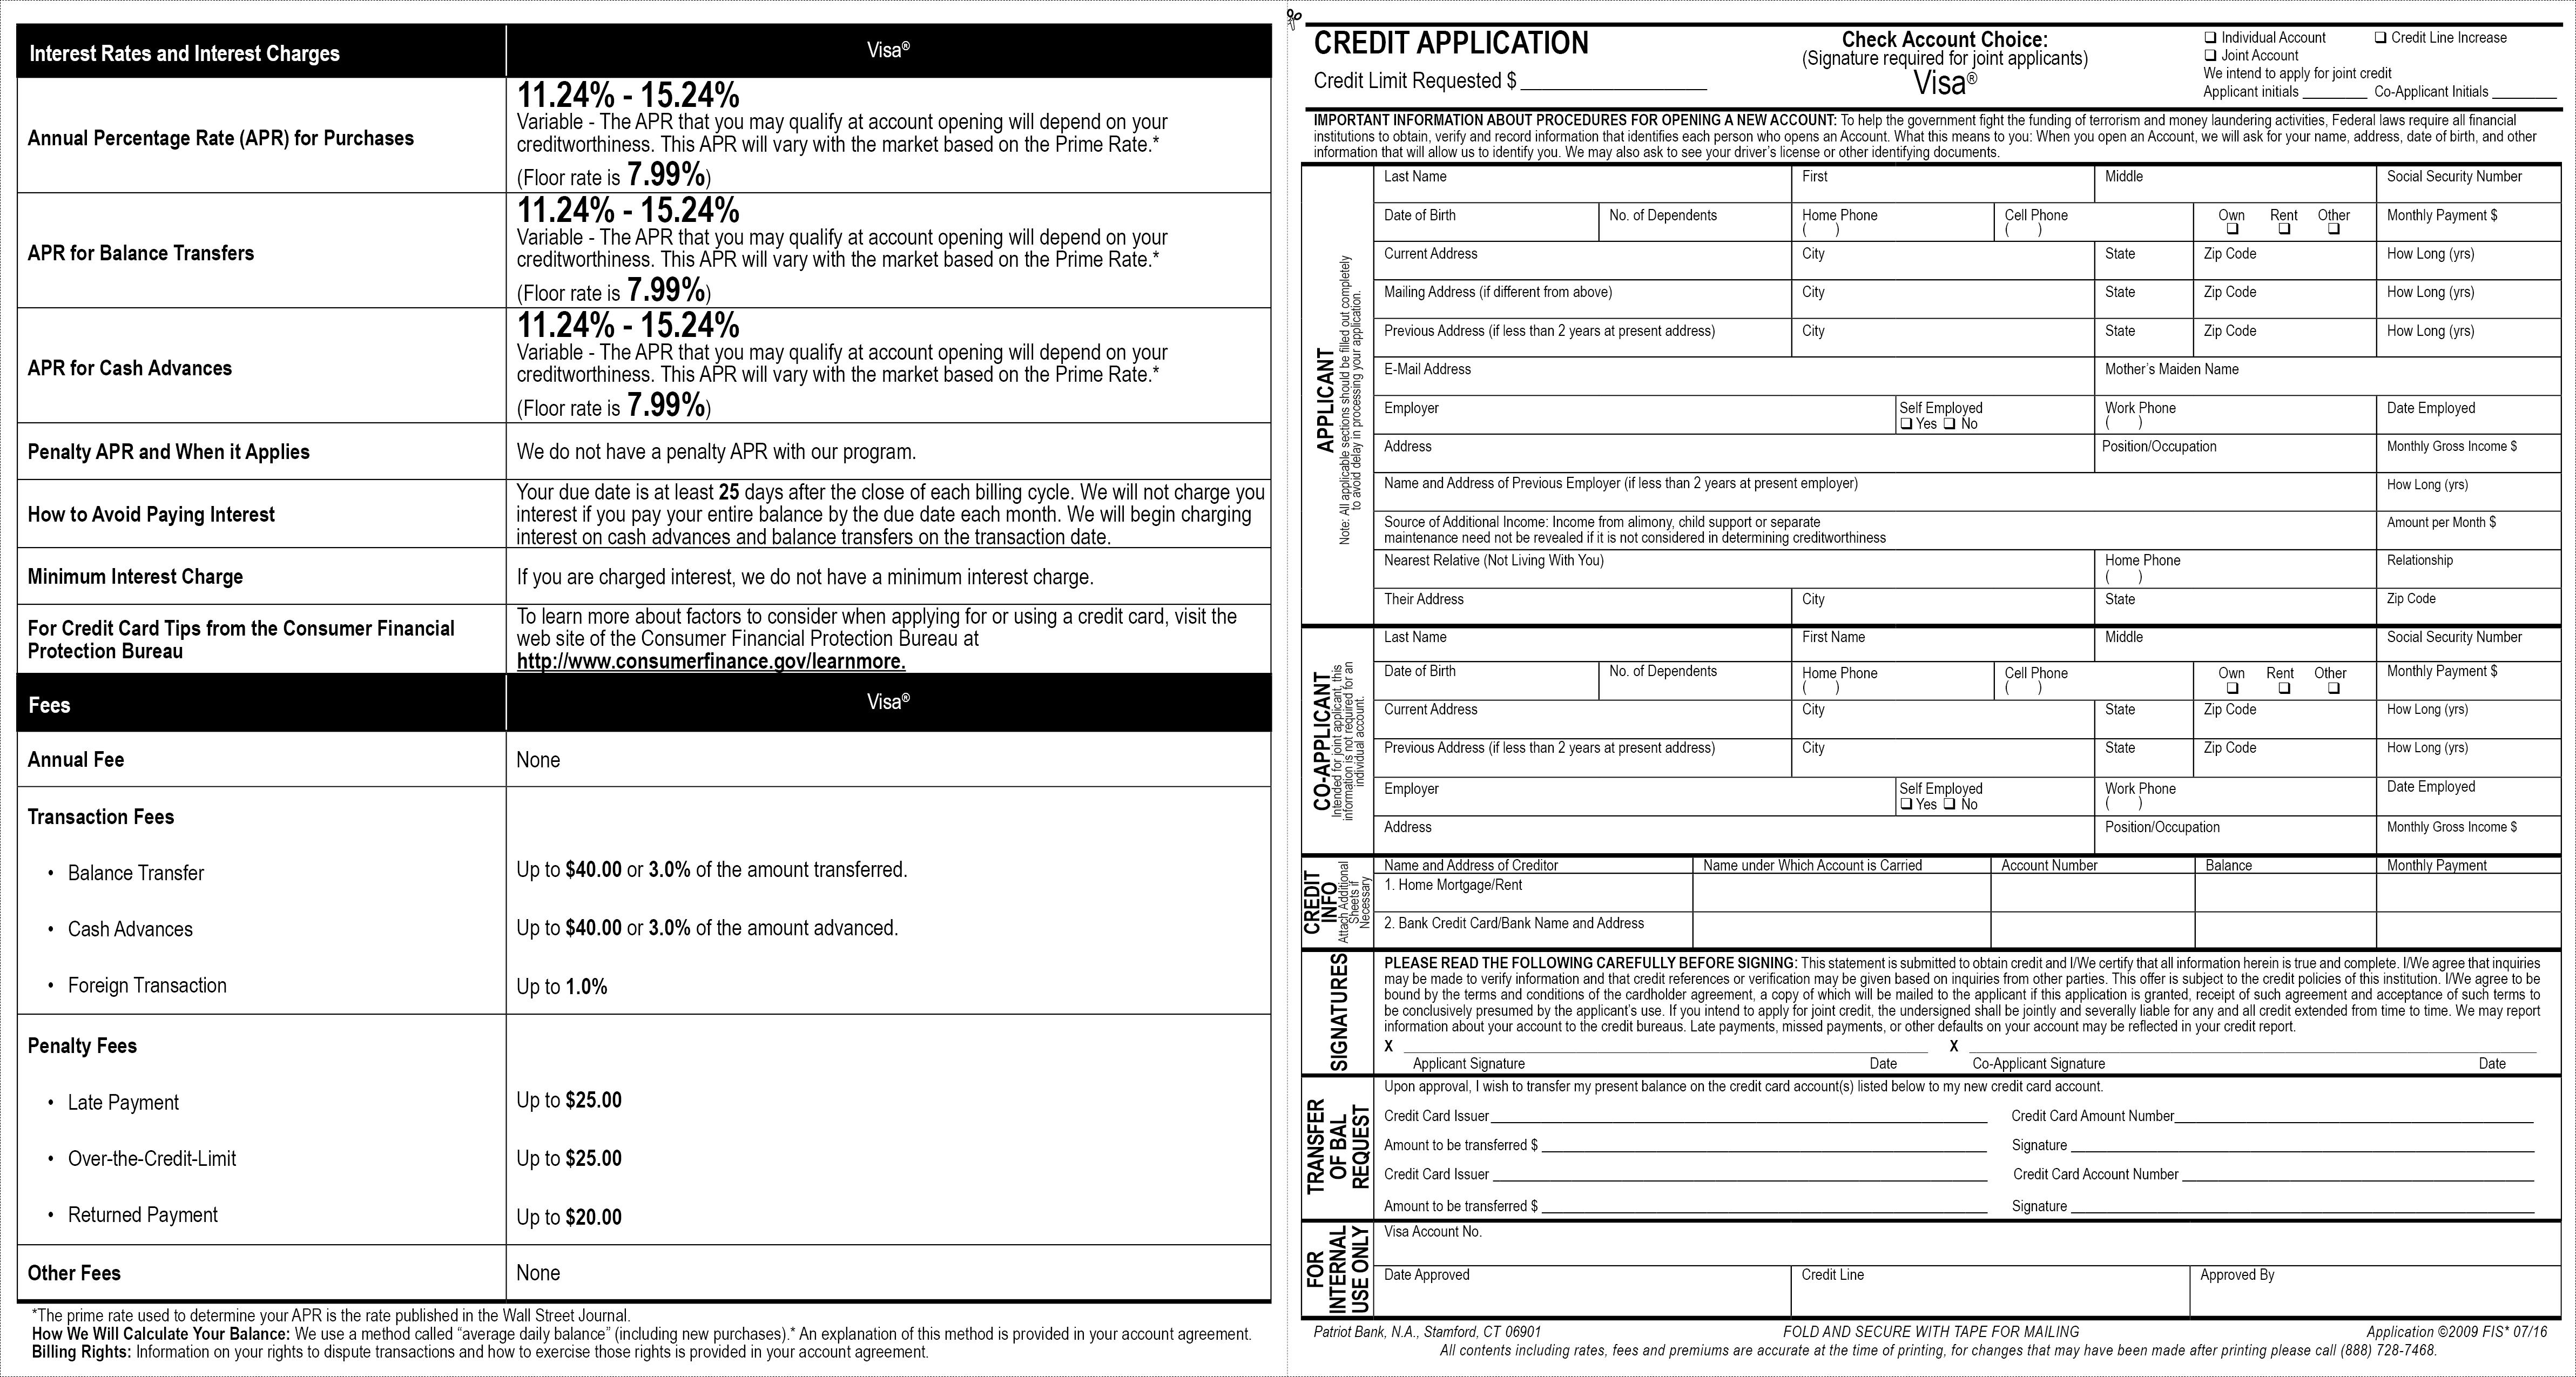 Interest Rates and Interest Charges
Visa®
Annual Percentage Rate (APR) for Purchases
11.24% - 15.24%
Variable - The APR that you may qualify at account opening will depend on your
creditworthiness. This APR will vary with the market based on the Prime Rate.*
(Floor rate is 7.99%)
APR for Balance Transfers
11.24% - 15.24%
Variable - The APR that you may qualify at account opening will depend on your
creditworthiness. This APR will vary with the market based on the Prime Rate.*
(Floor rate is 7.99%)
APR for Cash Advances
11.24% - 15.24%
Variable - The APR that you may qualify at account opening will depend on your
creditworthiness. This APR will vary with the market based on the Prime Rate.*
(Floor rate is 7.99%)
Penalty APR and When it Applies
We do not have a penalty APR with our program.
How to Avoid Paying Interest
Your due date is at least 25 days after the close of each billing cycle. We will not charge you
interest if you pay your entire balance by the due date each month. We will begin charging
interest on cash advances and balance transfers on the transaction date.
Minimum Interest Charge
If you are charged interest, we do not have a minimum interest charge.
For Credit Card Tips from the Consumer Financial
Protection Bureau
To learn more about factors to consider when applying for or using a credit card, visit the
web site of the Consumer Financial Protection Bureau at
http://www.consumerfinance.gov/learnmore.
Fees
Visa®
Annual Fee
None
Transaction Fees
• Balance Transfer
Up to $40.00 or 3.0% of the amount transferred.
• Cash Advances
Up to $40.00 or 3.0% of the amount advanced.
• Foreign Transaction
Up to 1.0%
Penalty Fees
• Late Payment
Up to $25.00
• Over-the-Credit-Limit
Up to $25.00
• Returned Payment
Up to $20.00
Other Fees
None
*The prime rate used to determine your APR is the rate published in the Wall Street Journal.
How We Will Calculate Your Balance: We use a method called “average daily balance” (including new purchases).* An explanation of this method is provided in your account agreement.
Billing Rights: Information on your rights to dispute transactions and how to exercise those rights is provided in your account agreement.
CREDIT APPLICATION
Credit Limit Requested $ ____________________
Check Account Choice:
(Signature required for joint applicants)
Visa®
❑ Individual Account ❑ Credit Line Increase
❑ Joint Account
We intend to apply for joint credit
Applicant initials _________ Co-Applicant Initials _________
IMPORTANT INFORMATION ABOUT PROCEDURES FOR OPENING A NEW ACCOUNT: To help the government fight the funding of terrorism and money laundering activities, Federal laws require all financial
institutions to obtain, verify and record information that identifies each person who opens an Account. What this means to you: When you open an Account, we will ask for your name, address, date of birth, and other
information that will allow us to identify you. We may also ask to see your driver’s license or other identifying documents.
APPLICANT
Note: All applicable sections should be filled out completely
to avoid delay in processing your application.
Last Name First Middle Social Security Number
Date of Birth No. of Dependents Home Phone ( ) Cell Phone ( ) Own ❑ Rent ❑ Other ❑ Monthly Payment $
Current Address City State Zip Code How Long (yrs)
Mailing Address (if different from above) City State Zip Code How Long (yrs)
Previous Address (if less than 2 years at present address) City State Zip Code How Long (yrs)
E-Mail Address Mother’s Maiden Name
Employer Self Employed ❑ Yes ❑ No Work Phone ( ) Date Employed
Address Position/Occupation Monthly Gross Income $
Name and Address of Previous Employer (if less than 2 years at present employer) How Long (yrs)
Source of Additional Income: Income from alimony, child support or separate
maintenance need not be revealed if it is not considered in determining creditworthiness
Amount per Month $
Nearest Relative (Not Living With You) Home Phone ( ) Relationship
Their Address City State Zip Code
CO-APPLICANT
Intended for joint applicant, this
information is not required for an
individual account.
Last Name First Name Middle Social Security Number
Date of Birth No. of Dependents Home Phone ( ) Cell Phone ( ) Own ❑ Rent ❑ Other ❑ Monthly Payment $
Current Address City State Zip Code How Long (yrs)
Previous Address (if less than 2 years at present address) City State Zip Code How Long (yrs)
Employer Self Employed ❑ Yes ❑ No Work Phone ( ) Date Employed
Address Position/Occupation Monthly Gross Income $
CREDIT
INFO
Attach Additional
Sheets if
Necessary
Name and Address of Creditor Name under Which Account is Carried Account Number Balance Monthly Payment
1. Home Mortgage/Rent
2. Bank Credit Card/Bank Name and Address
SIGNATURES
PLEASE READ THE FOLLOWING CAREFULLY BEFORE SIGNING: This statement is submitted to obtain credit and I/We certify that all information herein is true and complete. I/We agree that inquiries
may be made to verify information and that credit references or verification may be given based on inquiries from other parties. This offer is subject to the credit policies of this institution. I/We agree to be
bound by the terms and conditions of the cardholder agreement, a copy of which will be mailed to the applicant if this application is granted, receipt of such agreement and acceptance of such terms to
be conclusively presumed by the applicant’s use. If you intend to apply for joint credit, the undersigned shall be jointly and severally liable for any and all credit extended from time to time. We may report
information about your account to the credit bureaus. Late payments, missed payments, or other defaults on your account may be reflected in your credit report.
X ____________________ X ____________________
Applicant Signature Date Co-Applicant Signature Date
TRANSFER
OF BAL
REQUEST
Upon approval, I wish to transfer my present balance on the credit card account(s) listed below to my new credit card account.
Credit Card Issuer ____________________ Credit Card Amount Number ____________________
Amount to be transferred $ ____________________ Signature ____________________
Credit Card Issuer ____________________ Credit Card Account Number ____________________
Amount to be transferred $ ____________________ Signature ____________________
FOR
INTERNAL
USE ONLY
Visa Account No.
Date Approved Credit Line Approved By
Patriot Bank, N.A., Stamford, CT 06901 FOLD AND SECURE WITH TAPE FOR MAILING Application ©2009 FIS* 07/16
All contents including rates, fees and premiums are accurate at the time of printing, for changes that may have been made after printing please call (888) 728-7468.